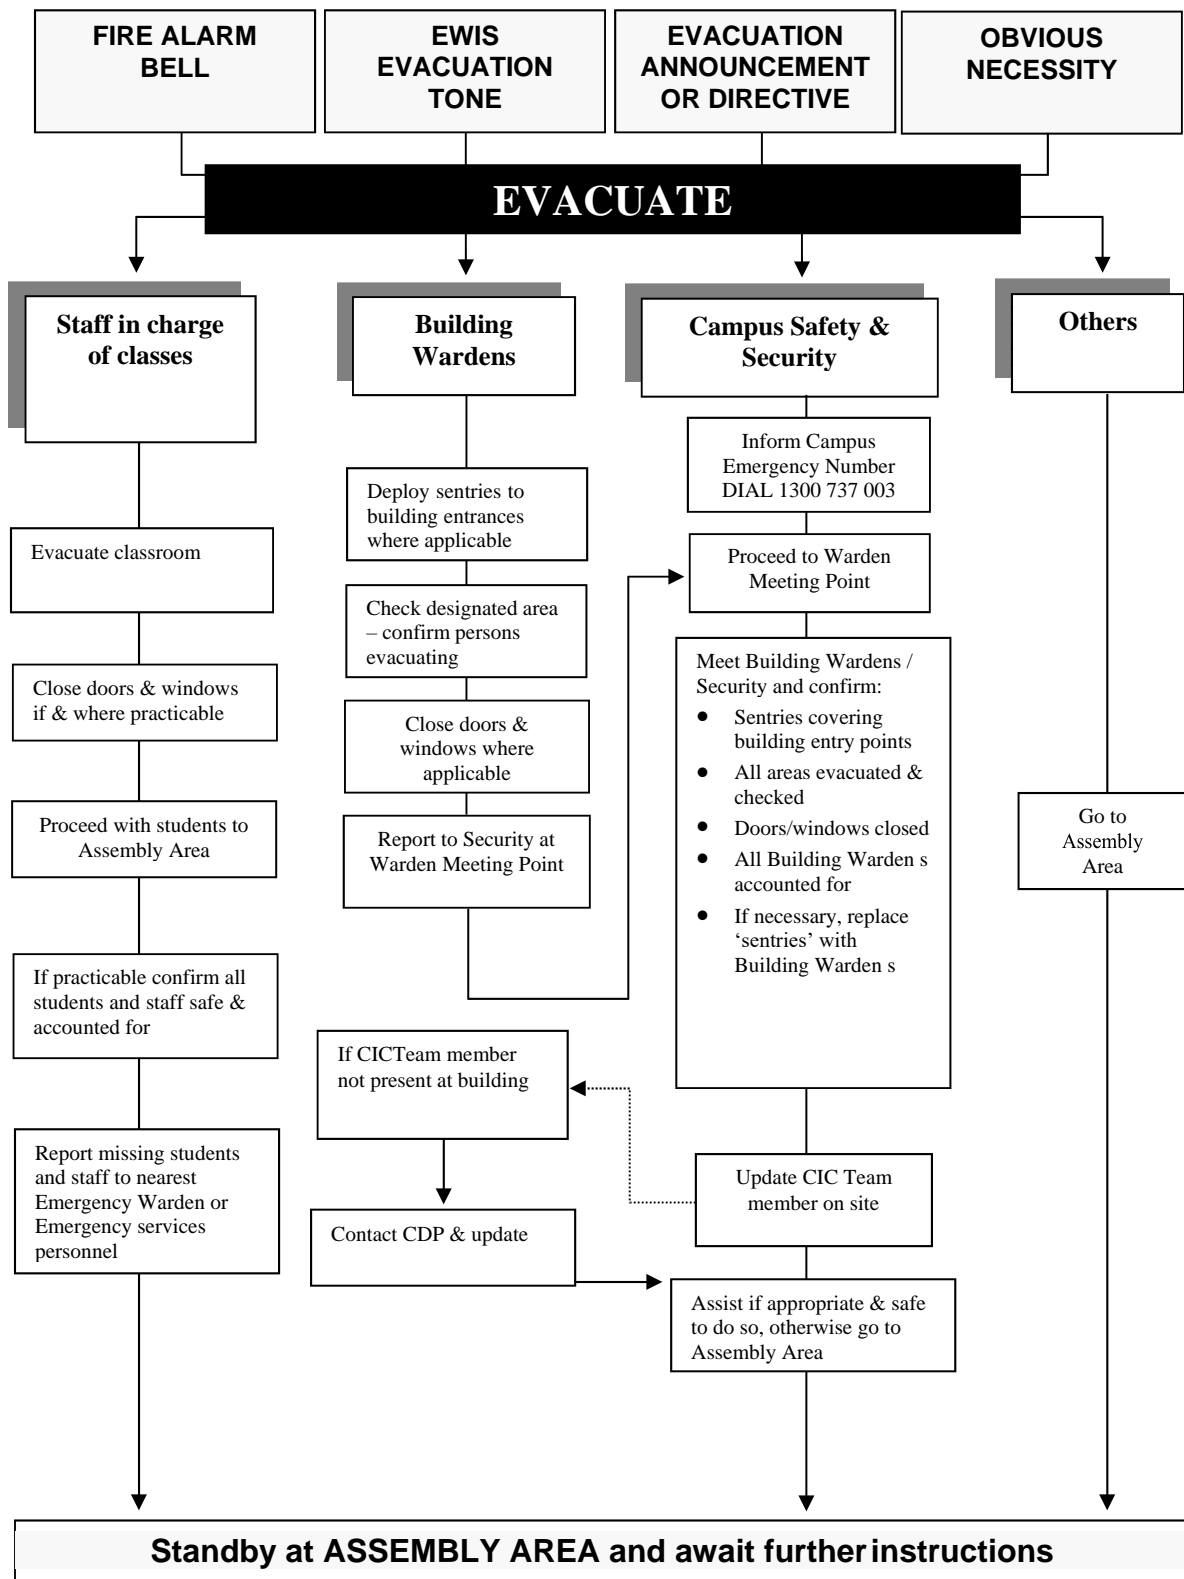 FIRE ALARM
BELL
EWIS
EVACUATION
TONE
EVACUATION
ANNOUNCEMENT
OR DIRECTIVE
OBVIOUS
NECESSITY
EVACUATE
Staff in charge
of classes
Building
Wardens
Campus Safety &
Security
Others
Evacuate classroom
Close doors & windows
if & where practicable
Proceed with students to
Assembly Area
If practicable confirm all
students and staff safe &
accounted for
Report missing students
and staff to nearest
Emergency Warden or
Emergency services
personnel
Deploy sentries to
building entrances
where applicable
Check designated area
– confirm persons
evacuating
Close doors &
windows where
applicable
Report to Security at
Warden Meeting Point
Inform Campus
Emergency Number
DIAL 1300 737 003
Proceed to Warden
Meeting Point
Meet Building Wardens /
Security and confirm:
● Sentries covering
building entry points
● All areas evacuated &
checked
● Doors/windows closed
● All Building Warden s
accounted for
● If necessary, replace
‘sentries’ with
Building Warden s
Update CIC Team
member on site
If CICTeam member
not present at building
Contact CDP & update
Assist if appropriate & safe
to do so, otherwise go to
Assembly Area
Go to
Assembly
Area
Standby at ASSEMBLY AREA and await further instructions